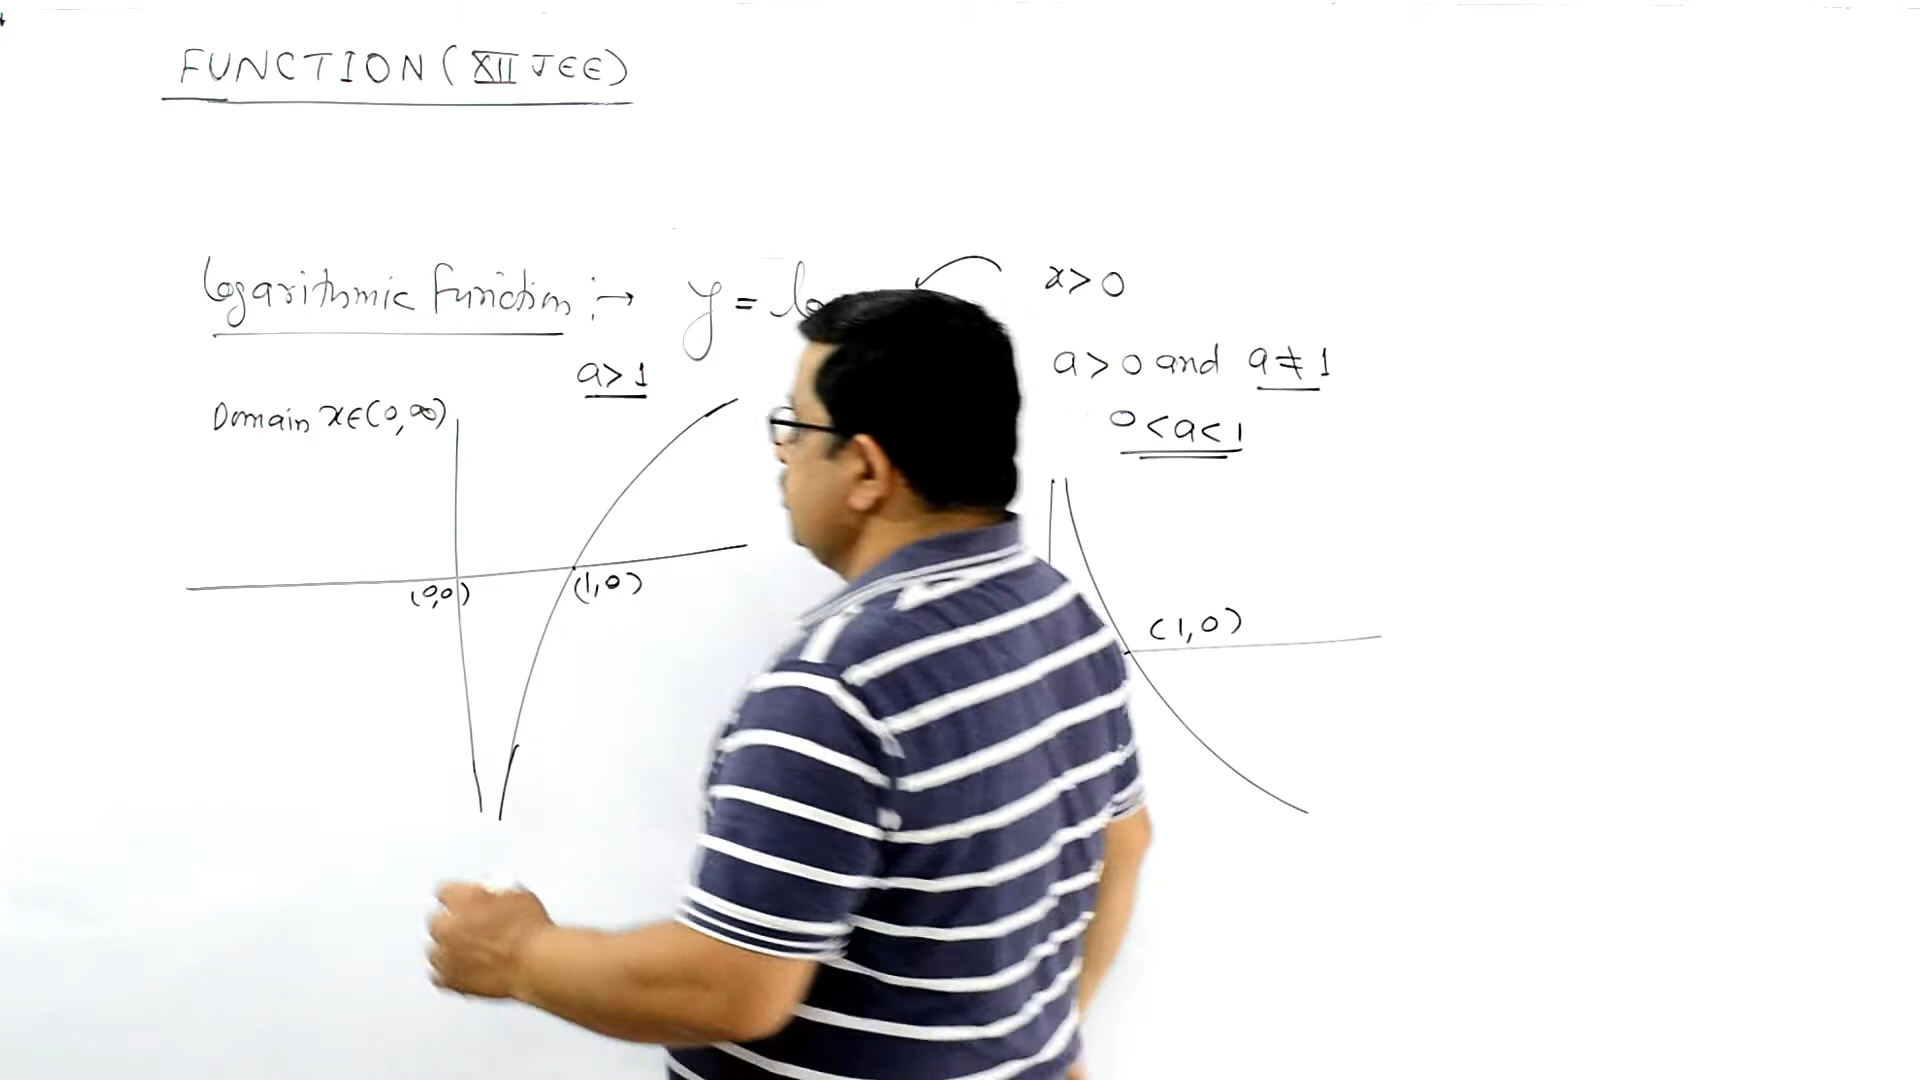 FUNCTION (XII JEE)
logarithmic function :→ y = lo
x > 0
a > 1
a > 0 and a ≠ 1
Domain x∈(0,∞)
0 < a < 1
(0,0)
(1,0)
(1,0)